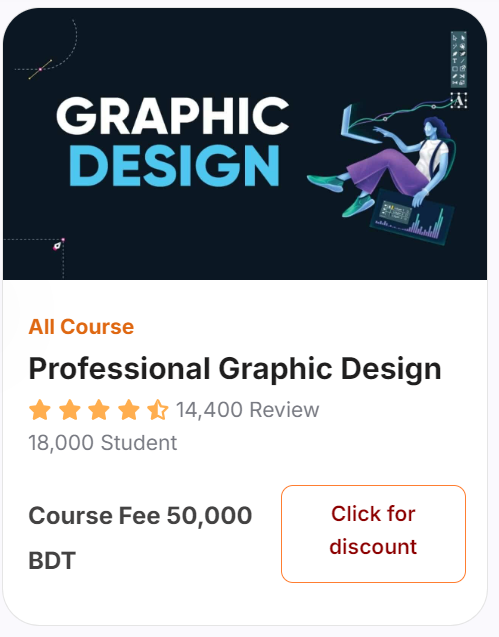 GRAPHIC
DESIGN
All Course
Professional Graphic Design
14,400 Review
18,000 Student
Course Fee 50,000
BDT
Click for
discount